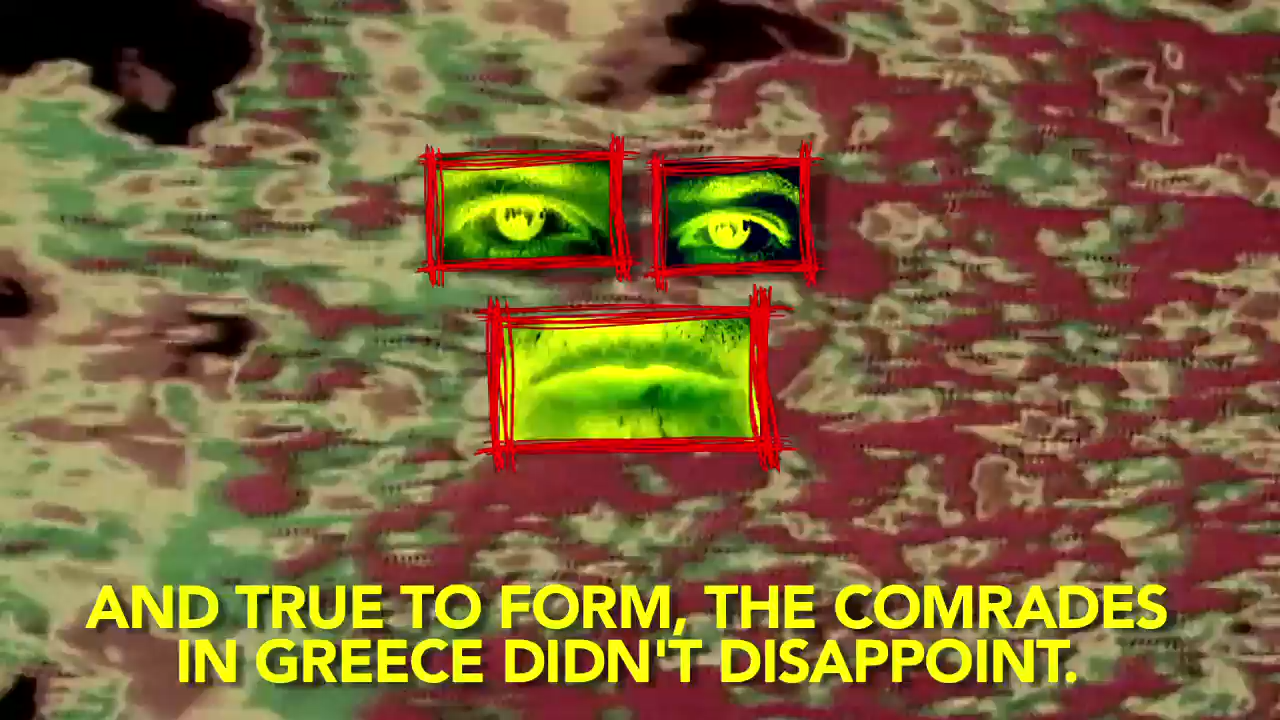 AND TRUE TO FORM, THE COMRADES
IN GREECE DIDN'T DISAPPOINT.